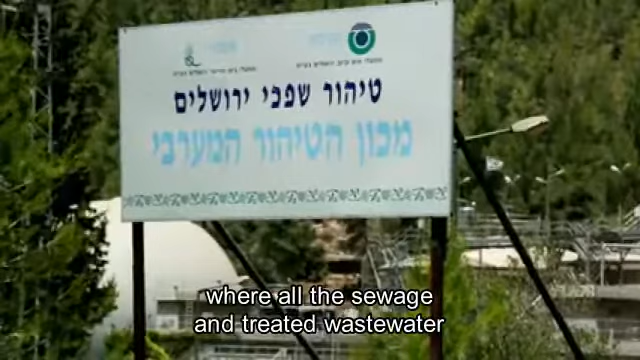 טיהור שפכי ירושלים
מכון הטיהור המערבי
where all the sewage
and treated wastewater